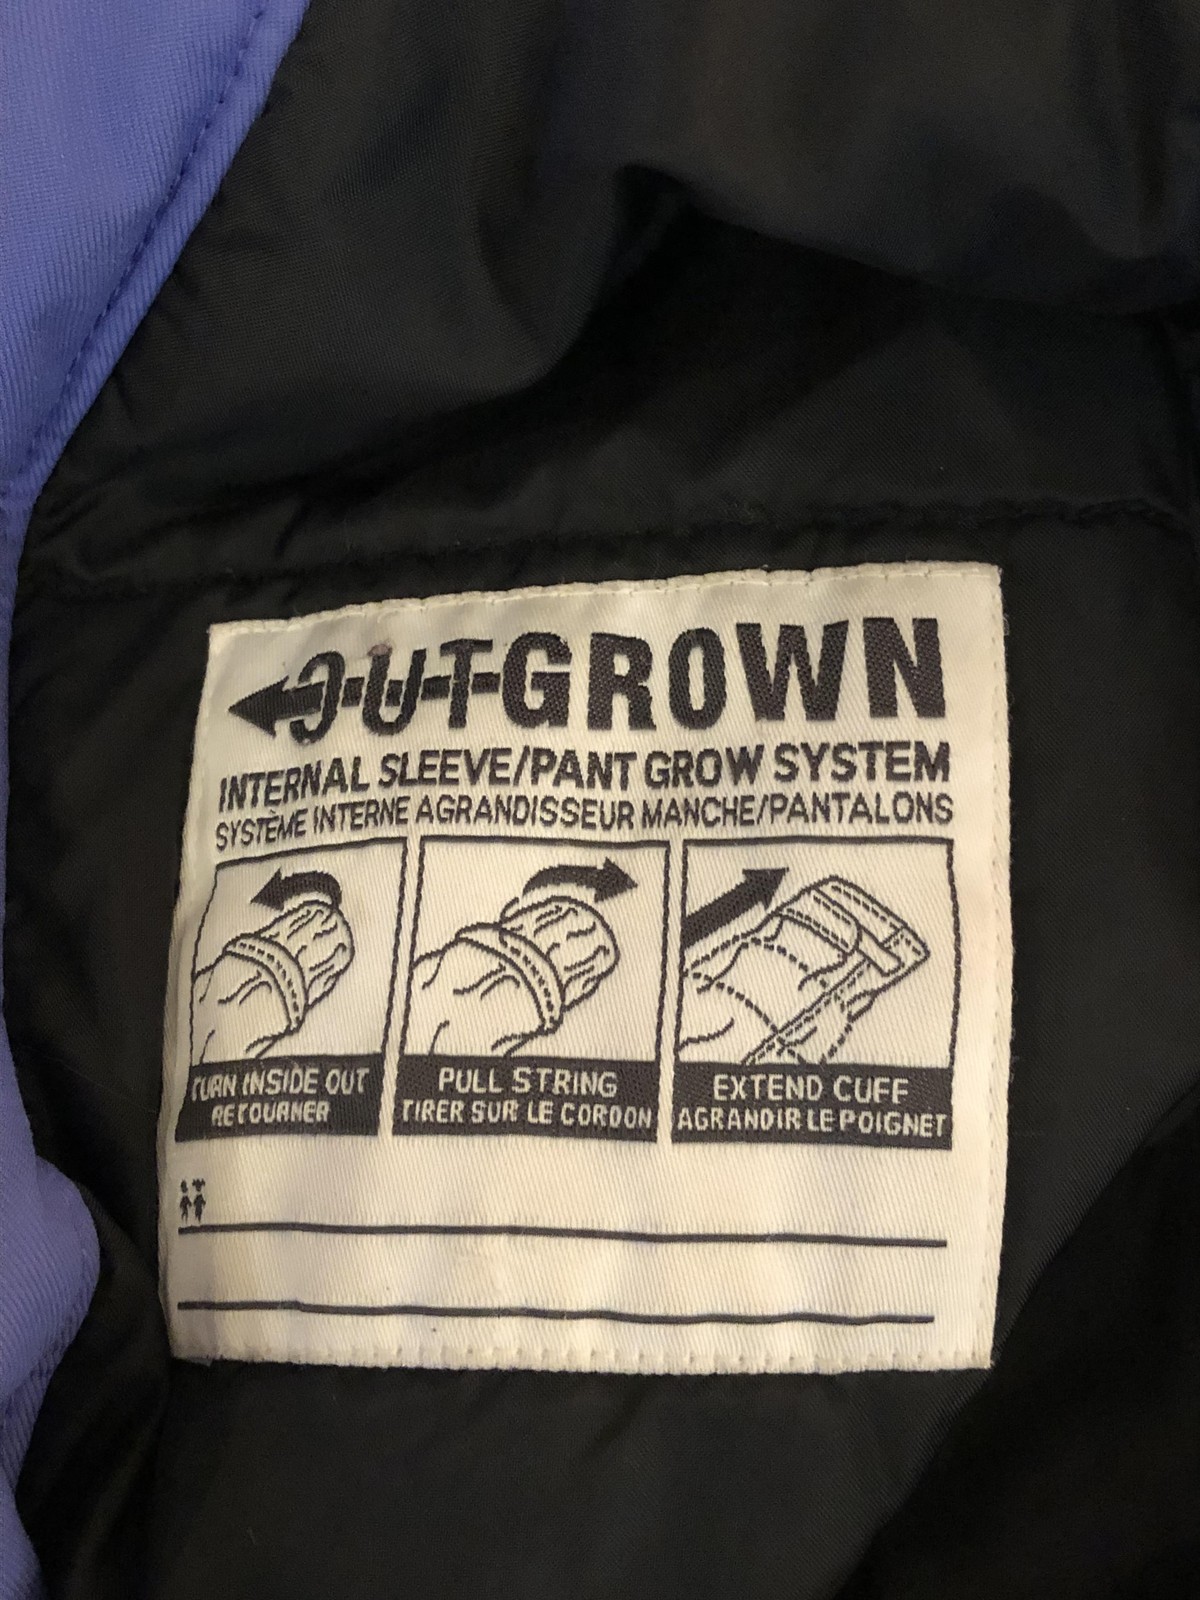 OUTGROWN
INTERNAL SLEEVE/PANT GROW SYSTEM
SYSTÈME INTERNE AGRANDISSEUR MANCHE/PANTALONS
TURN INSIDE OUT
RETOURNER
PULL STRING
TIRER SUR LE CORDON
EXTEND CUFF
AGRANDIR LE POIGNET